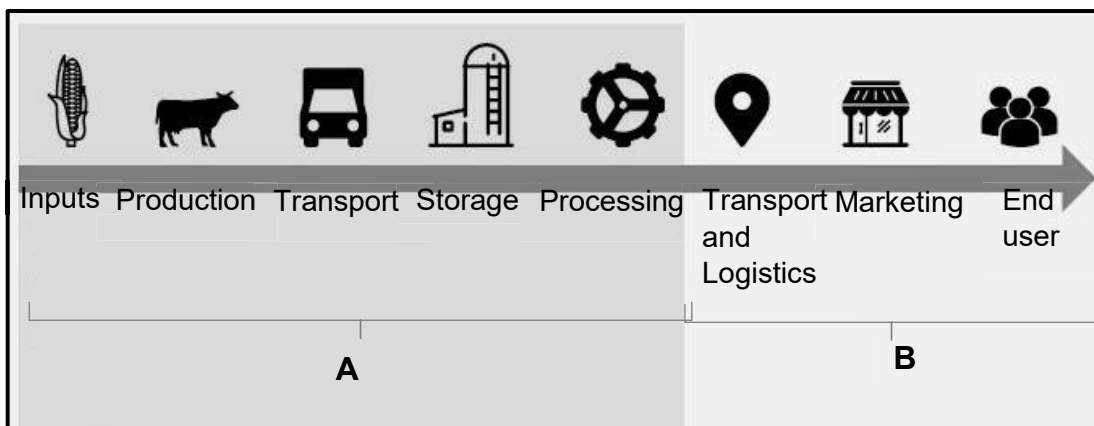 Inputs Production Transport Storage Processing Transport Marketing End
and user
Logistics
A B